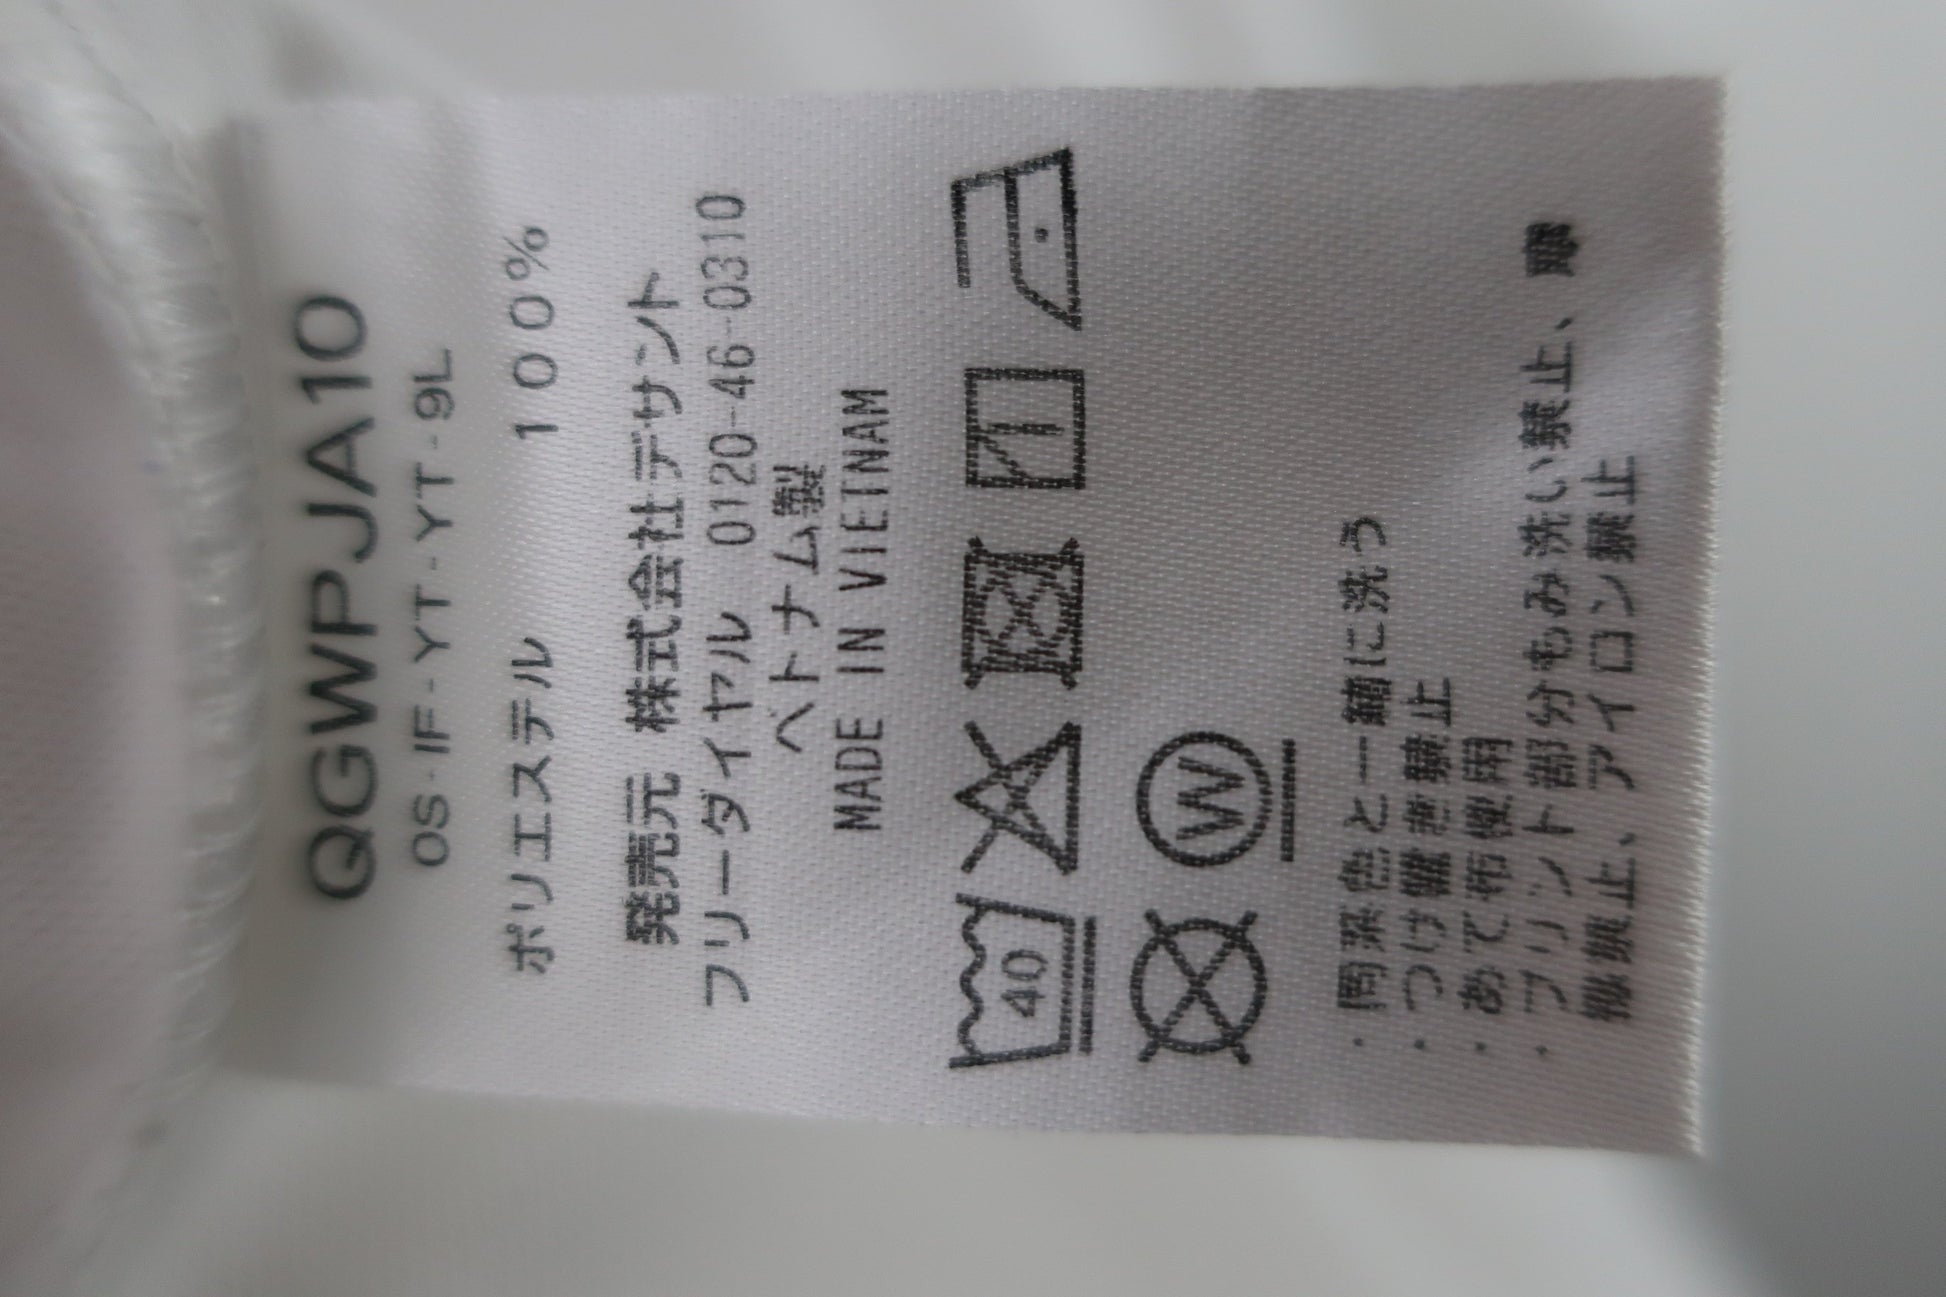 QGWPJA10
OS-IF-YT-YT-9L
ポリエステル 100%
発売元 株式会社デサント
フリーダイヤル 0120-46-0310
ベトナム製
MADE IN VIETNAM
40
W
・同系色と一緒に洗う
・つけ置き禁止
・あて布使用
・プリント部分もみ洗い禁止、摩
擦禁止、アイロン禁止